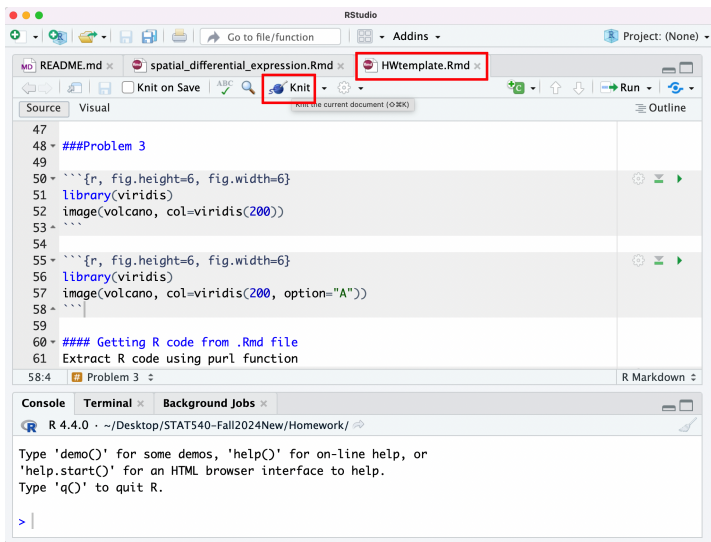 RStudio
Go to file/function
Addins
Project: (None)
README.md
spatial_differential_expression.Rmd
HWtemplate.Rmd
Knit on Save
ABC
Knit
Run
Knit the current document (⇧⌘K)
Source
Visual
Outline
47
48 ###Problem 3
49
50 ```{r, fig.height=6, fig.width=6}
51 library(viridis)
52 image(volcano, col=viridis(200))
53 ```
54
55 ```{r, fig.height=6, fig.width=6}
56 library(viridis)
57 image(volcano, col=viridis(200, option="A"))
58 ```
59
60 #### Getting R code from .Rmd file
61 Extract R code using purl function
58:4 # Problem 3
R Markdown
Console
Terminal
Background Jobs
R R 4.4.0 · ~/Desktop/STAT540-Fall2024New/Homework/
Type 'demo()' for some demos, 'help()' for on-line help, or
'help.start()' for an HTML browser interface to help.
Type 'q()' to quit R.
>